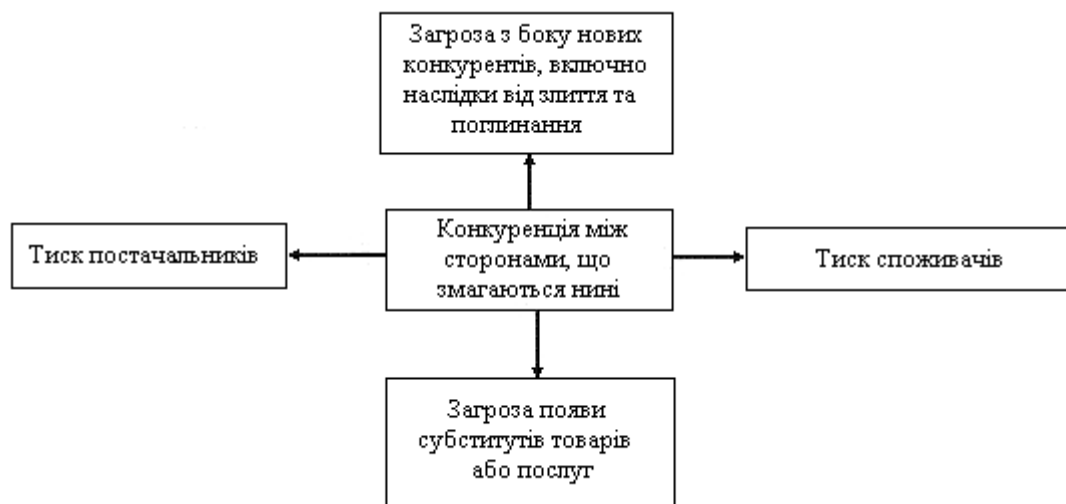 Загроза з боку нових
конкурентів, включно
наслідки від злиття та
поглинання
Тиск постачальників
Конкуренція між
сторонами, що
змагаються нині
Тиск споживачів
Загроза появи
субститутів товарів
або послуг